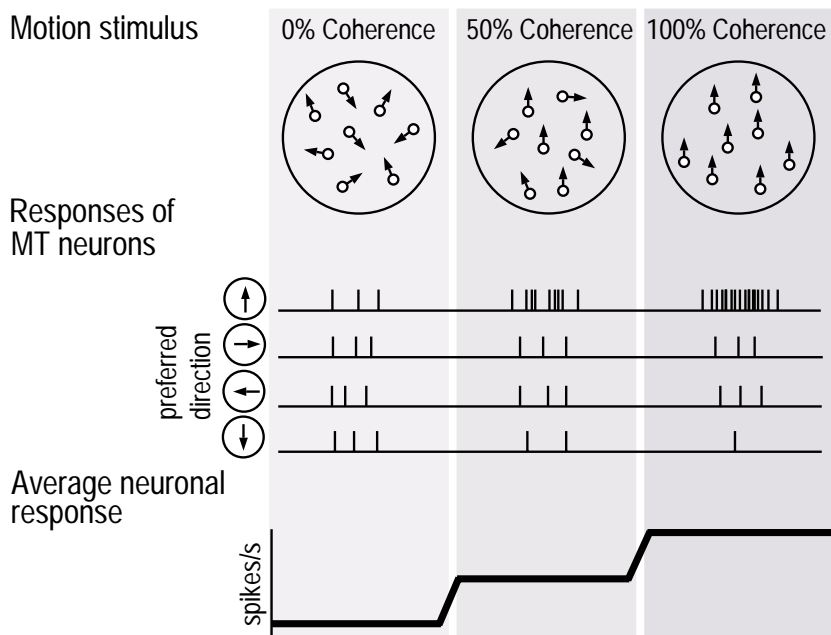 Motion stimulus
0% Coherence
50% Coherence
100% Coherence
Responses of
MT neurons
preferred
direction
Average neuronal
response
spikes/s